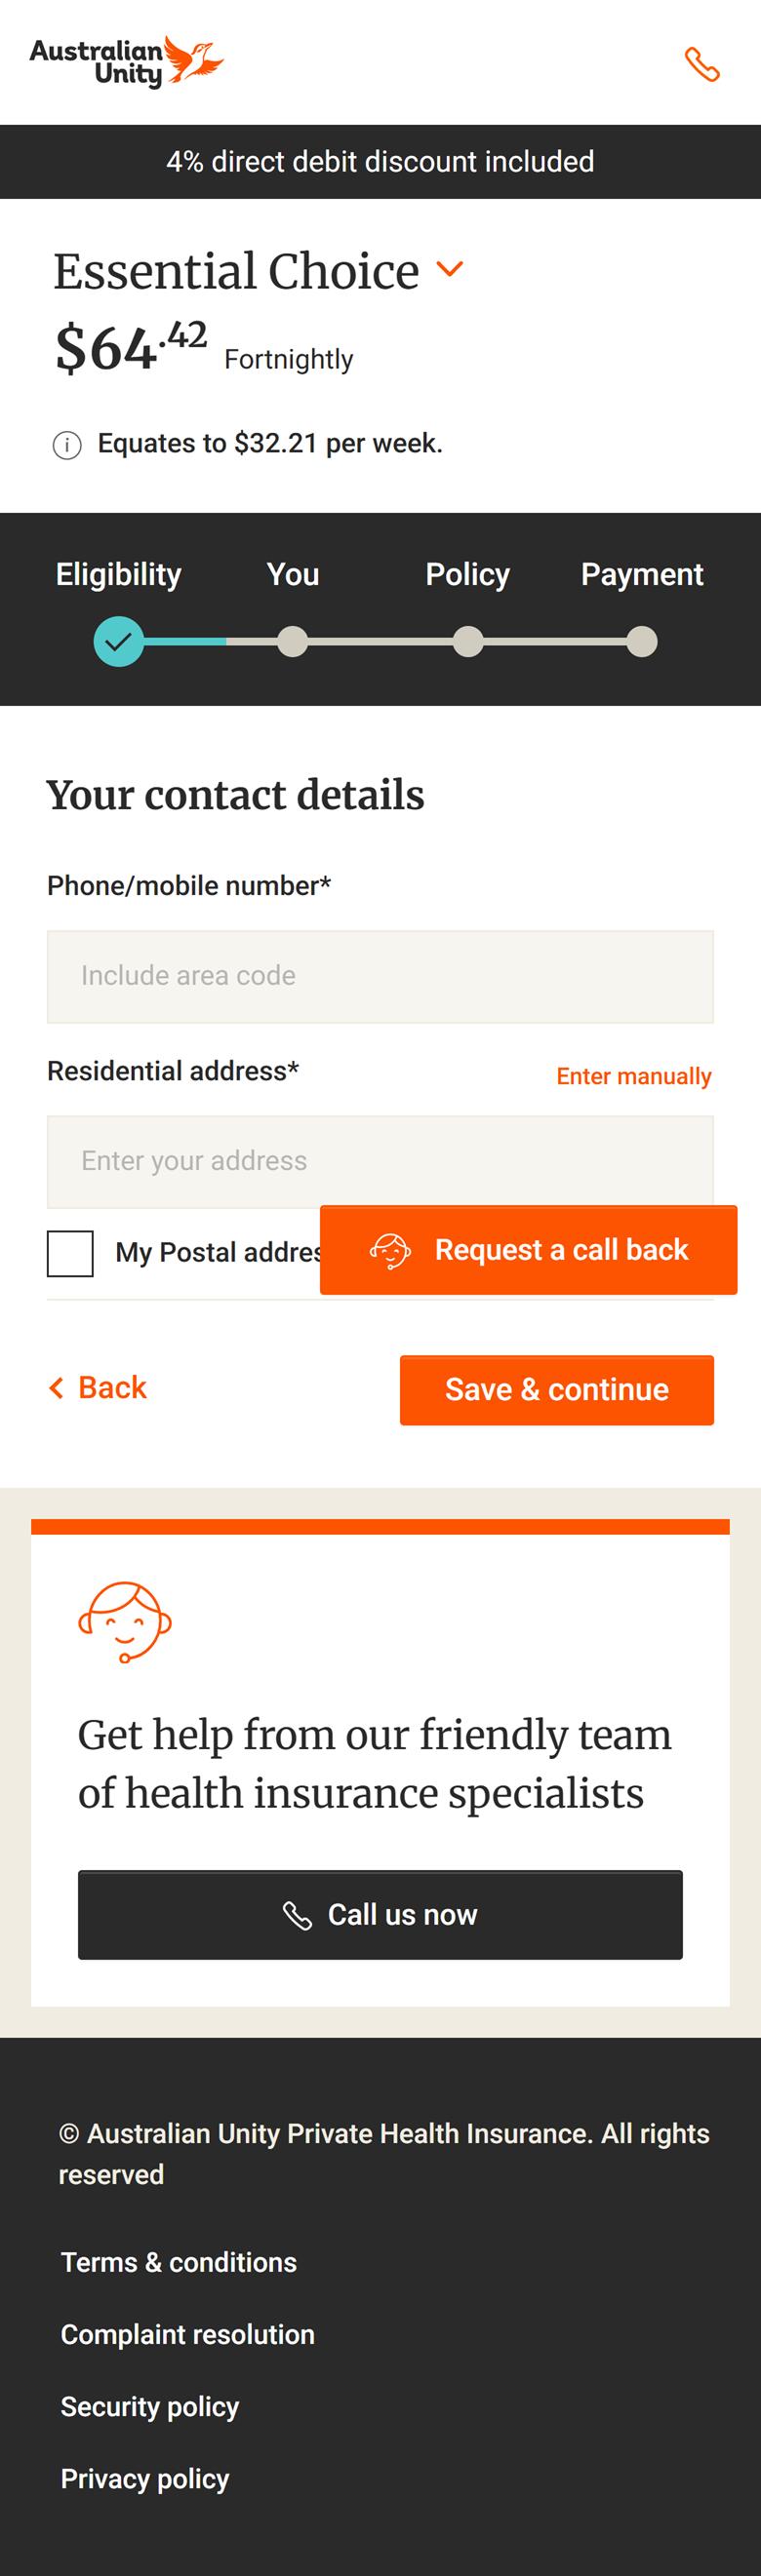 Australian
Unity
4% direct debit discount included
Essential Choice
$64.42 Fortnightly
Equates to $32.21 per week.
Eligibility You Policy Payment
Your contact details
Phone/mobile number*
Include area code
Residential address* Enter manually
Enter your address
My Postal addres Request a call back
Back Save & continue
Get help from our friendly team
of health insurance specialists
Call us now
© Australian Unity Private Health Insurance. All rights
reserved
Terms & conditions
Complaint resolution
Security policy
Privacy policy